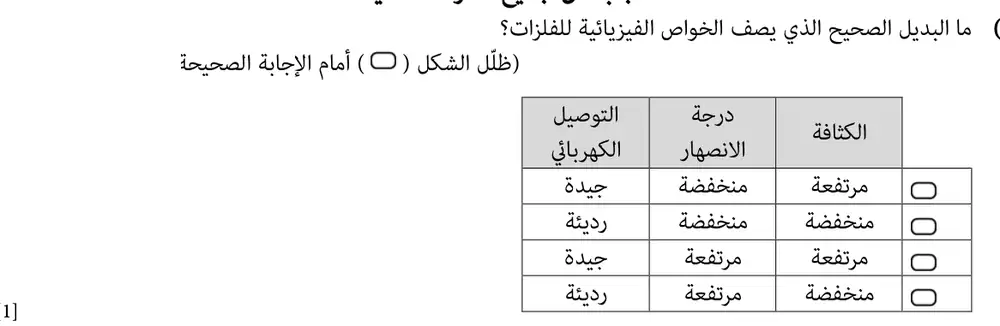 ما البديل الصحيح الذي يصف الخواص الفيزيائية للفلزات؟
(ظلّل الشكل ( ) أمام الإجابة الصحيحة
الكثافة درجة الانصهار التوصيل الكهربائي
مرتفعة منخفضة جيدة
منخفضة منخفضة رديئة
مرتفعة مرتفعة جيدة
منخفضة مرتفعة رديئة
[1]